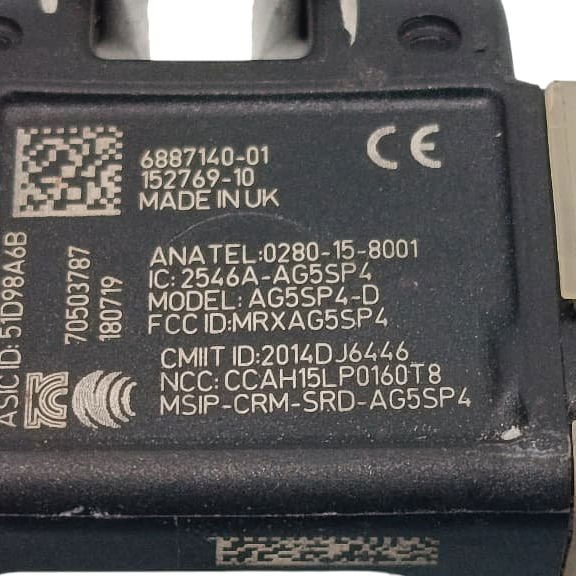 6887140-01
152769-10
MADE IN UK
CE
ANATEL:0280-15-8001
IC: 2546A-AG5SP4
MODEL: AG5SP4-D
FCC ID:MRXAG5SP4
CMIIT ID:2014DJ6446
NCC: CCAH15LP0160T8
MSIP-CRM-SRD-AG5SP4
ASIC ID: 51D98A6B
70503787
180719